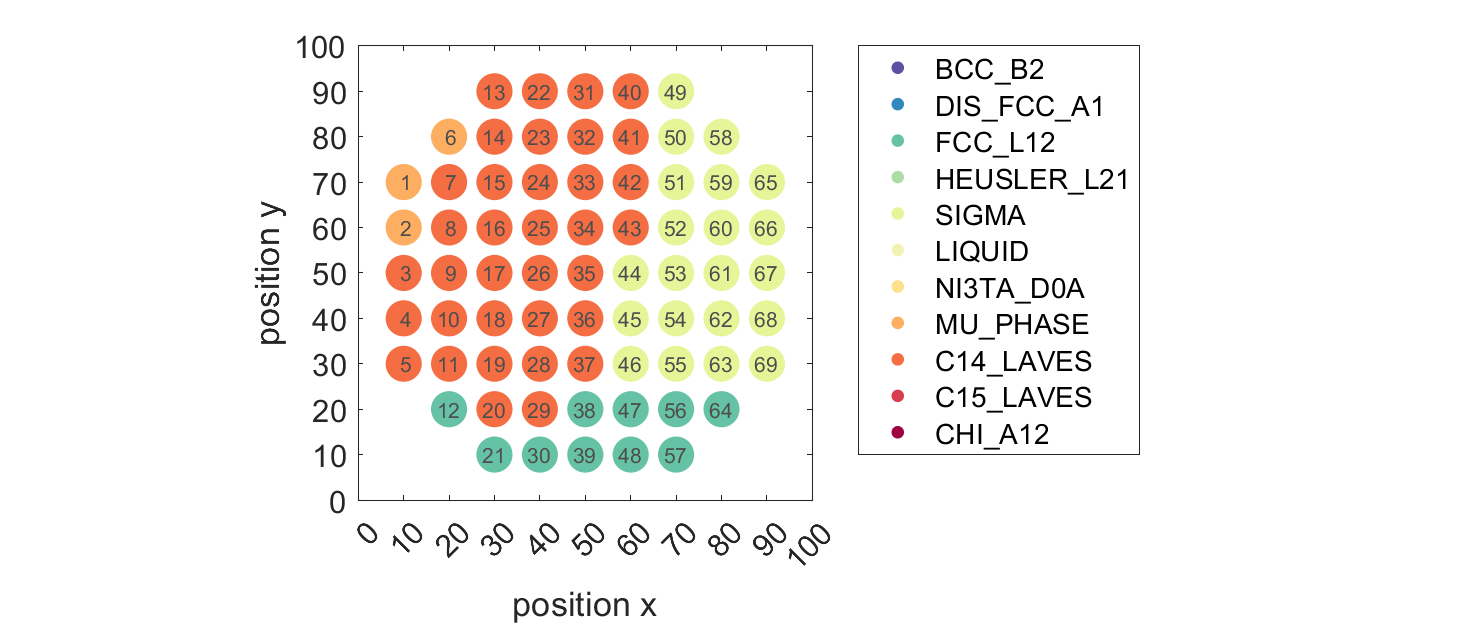 100
90 13 22 31 40 49
80 6 14 23 32 41 50 58
70 1 7 15 24 33 42 51 59 65
60 2 8 16 25 34 43 52 60 66
50 3 9 17 26 35 44 53 61 67
40 4 10 18 27 36 45 54 62 68
30 5 11 19 28 37 46 55 63 69
20 12 20 29 38 47 56 64
10 21 30 39 48 57
0
0 10 20 30 40 50 60 70 80 90 100
position x
position y
BCC_B2
DIS_FCC_A1
FCC_L12
HEUSLER_L21
SIGMA
LIQUID
NI3TA_D0A
MU_PHASE
C14_LAVES
C15_LAVES
CHI_A12